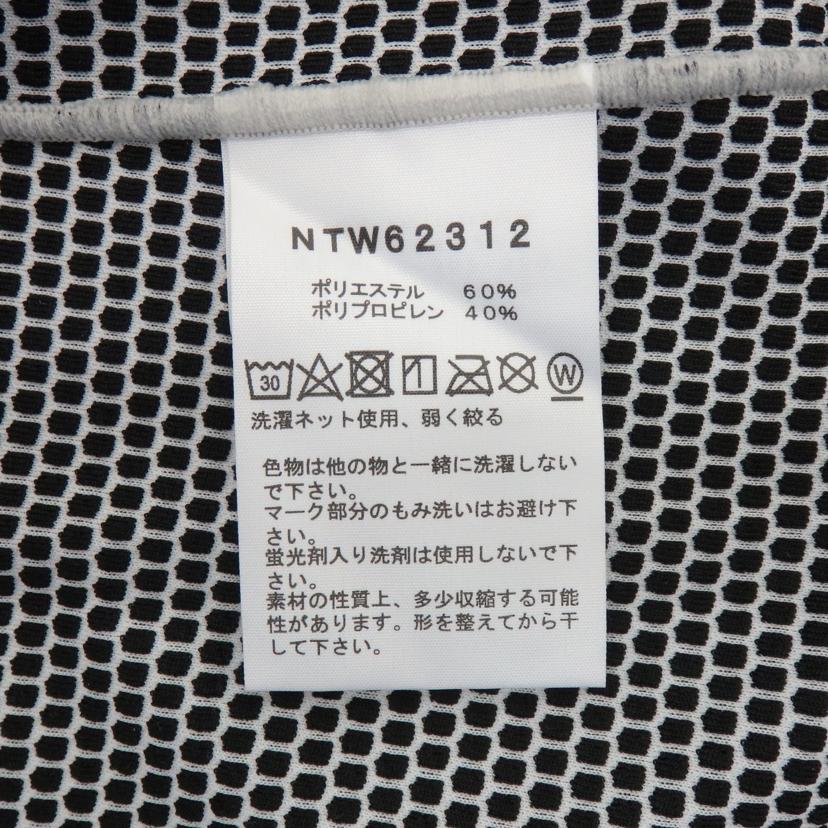 NTW62312
ポリエステル 60%
ポリプロピレン 40%
30 W
洗濯ネット使用、弱く絞る
色物は他の物と一緒に洗濯しない
で下さい。
マーク部分のもみ洗いはお避け下
さい。
蛍光剤入り洗剤は使用しないで下
さい。
素材の性質上、多少収縮する可能
性があります。形を整えてから干
して下さい。